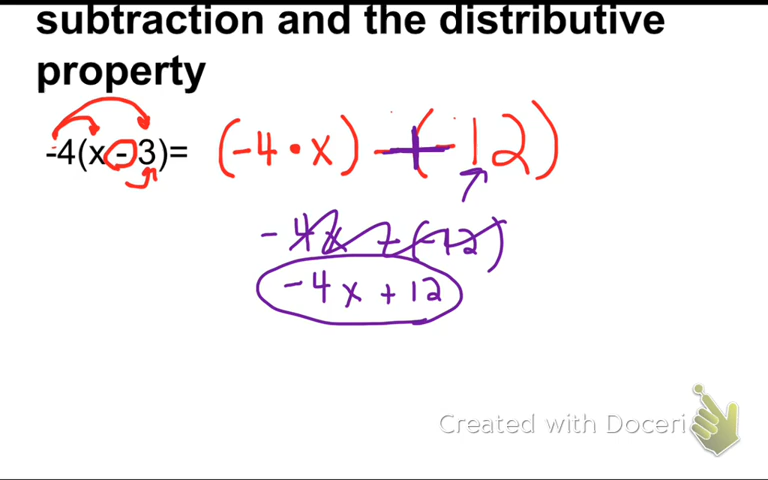 subtraction and the distributive
property
-4(x - 3)= (-4 • x) + (-12)
-4x + (-12)
-4x + 12
Created with Doceri